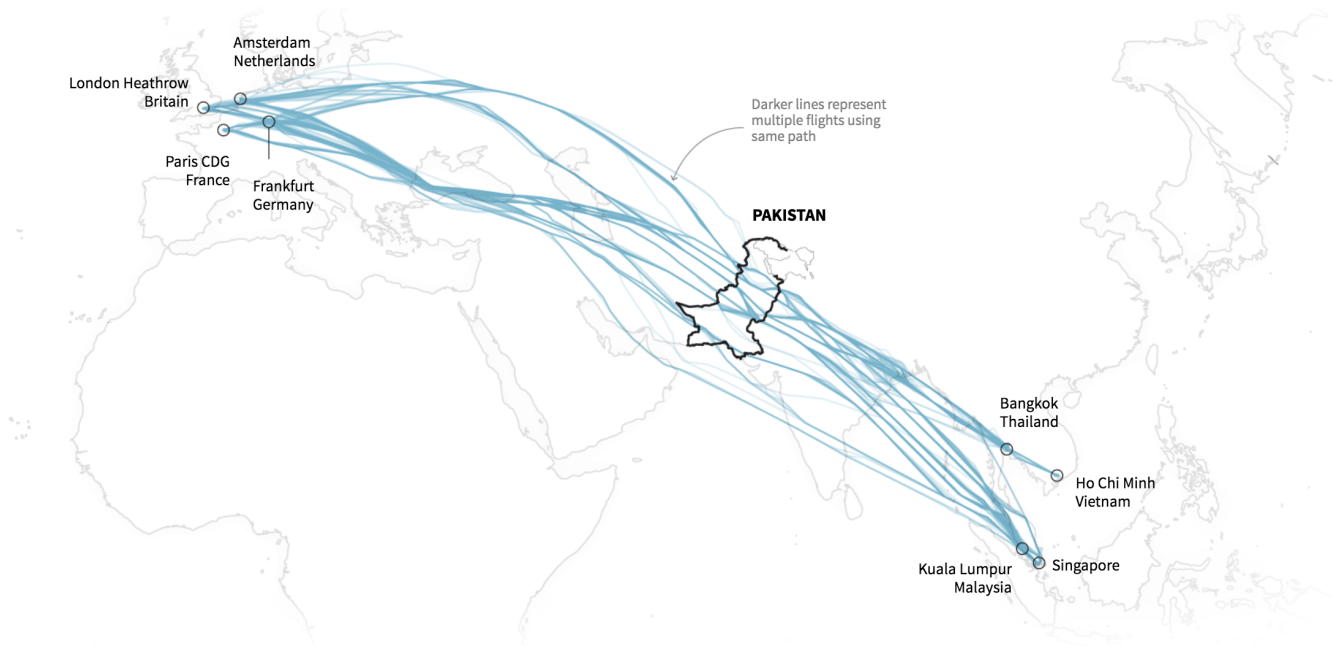 Amsterdam
Netherlands
London Heathrow
Britain
Darker lines represent
multiple flights using
same path
Paris CDG
France
Frankfurt
Germany
PAKISTAN
Bangkok
Thailand
Ho Chi Minh
Vietnam
Kuala Lumpur
Malaysia
Singapore